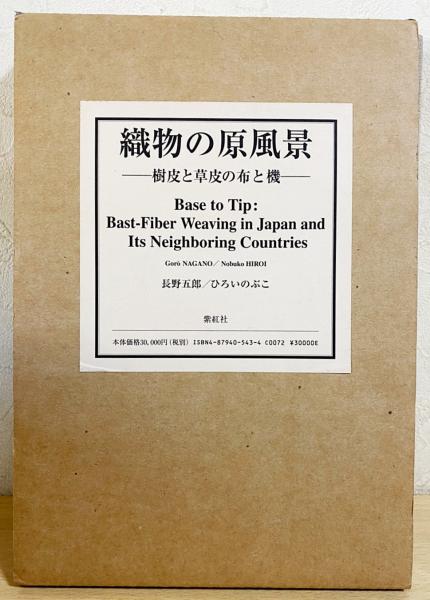 織物の原風景
——樹皮と草皮の布と機——
Base to Tip:
Bast-Fiber Weaving in Japan and
Its Neighboring Countries
Gorō NAGANO／Nobuko HIROI
長野五郎／ひろいのぶこ
紫紅社
本体価格30,000円(税別) ISBN4-87940-543-4 C0072 ¥30000E